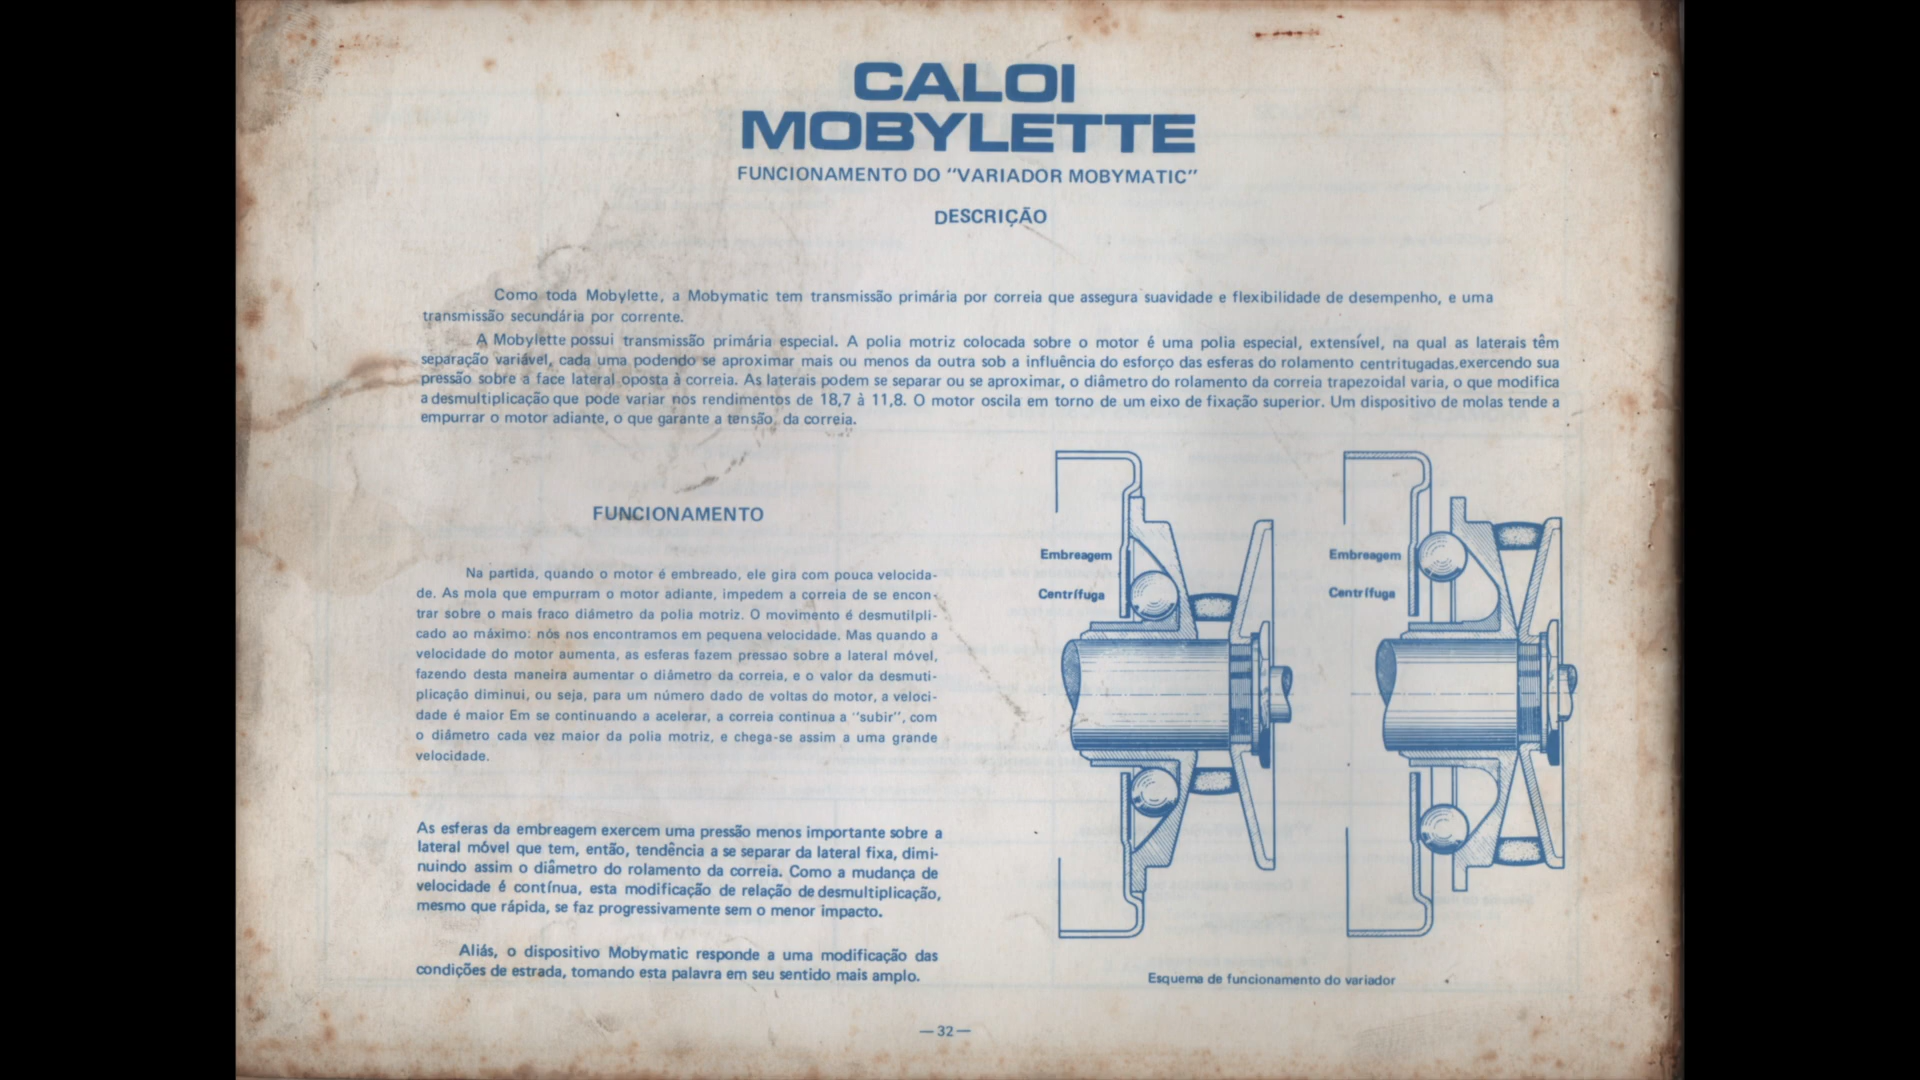 CALOI
MOBYLETTE
FUNCIONAMENTO DO "VARIADOR MOBYMATIC"
DESCRIÇÃO
Como toda Mobylette, a Mobymatic tem transmissão primária por correia que assegura suavidade e flexibilidade de desempenho, e uma
transmissão secundária por corrente.
A Mobylette possui transmissão primária especial. A polia motriz colocada sobre o motor é uma polia especial, extensível, na qual as laterais têm
separação variável, cada uma podendo se aproximar mais ou menos da outra sob a influência do esforço das esferas do rolamento centritugadas,exercendo sua
pressão sobre a face lateral oposta à correia. As laterais podem se separar ou se aproximar, o diâmetro do rolamento da correia trapezoidal varia, o que modifica
a desmultiplicação que pode variar nos rendimentos de 18,7 à 11,8. O motor oscila em torno de um eixo de fixação superior. Um dispositivo de molas tende a
empurrar o motor adiante, o que garante a tensão, da correia.
FUNCIONAMENTO
Na partida, quando o motor é embreado, ele gira com pouca velocida-
de. As mola que empurram o motor adiante, impedem a correia de se encon-
trar sobre o mais fraco diâmetro da polia motriz. O movimento é desmutilpli-
cado ao máximo: nós nos encontramos em pequena velocidade. Mas quando a
velocidade do motor aumenta, as esferas fazem pressao sobre a lateral móvel,
fazendo desta maneira aumentar o diâmetro da correia, e o valor da desmuti-
plicação diminui, ou seja, para um número dado de voltas do motor, a veloci-
dade é maior Em se continuando a acelerar, a correia continua a "subir", com
o diâmetro cada vez maior da polia motriz, e chega-se assim a uma grande
velocidade.
As esferas da embreagem exercem uma pressão menos importante sobre a
lateral móvel que tem, então, tendência a se separar da lateral fixa, dimi-
nuindo assim o diâmetro do rolamento da correia. Como a mudança de
velocidade é contínua, esta modificação de relação de desmultiplicação,
mesmo que rápida, se faz progressivamente sem o menor impacto.
Aliás, o dispositivo Mobymatic responde a uma modificação das
condições de estrada, tomando esta palavra em seu sentido mais amplo.
Embreagem
Centrífuga
Embreagem
Centrífuga
Esquema de funcionamento do variador
— 32 —